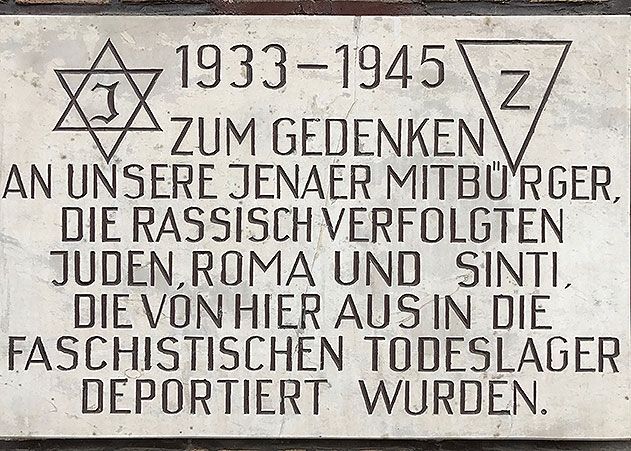 J 1933–1945 Z
ZUM GEDENKEN
AN UNSERE JENAER MITBÜRGER,
DIE RASSISCH VERFOLGTEN
JUDEN, ROMA UND SINTI,
DIE VON HIER AUS IN DIE
FASCHISTISCHEN TODESLAGER
DEPORTIERT WURDEN.